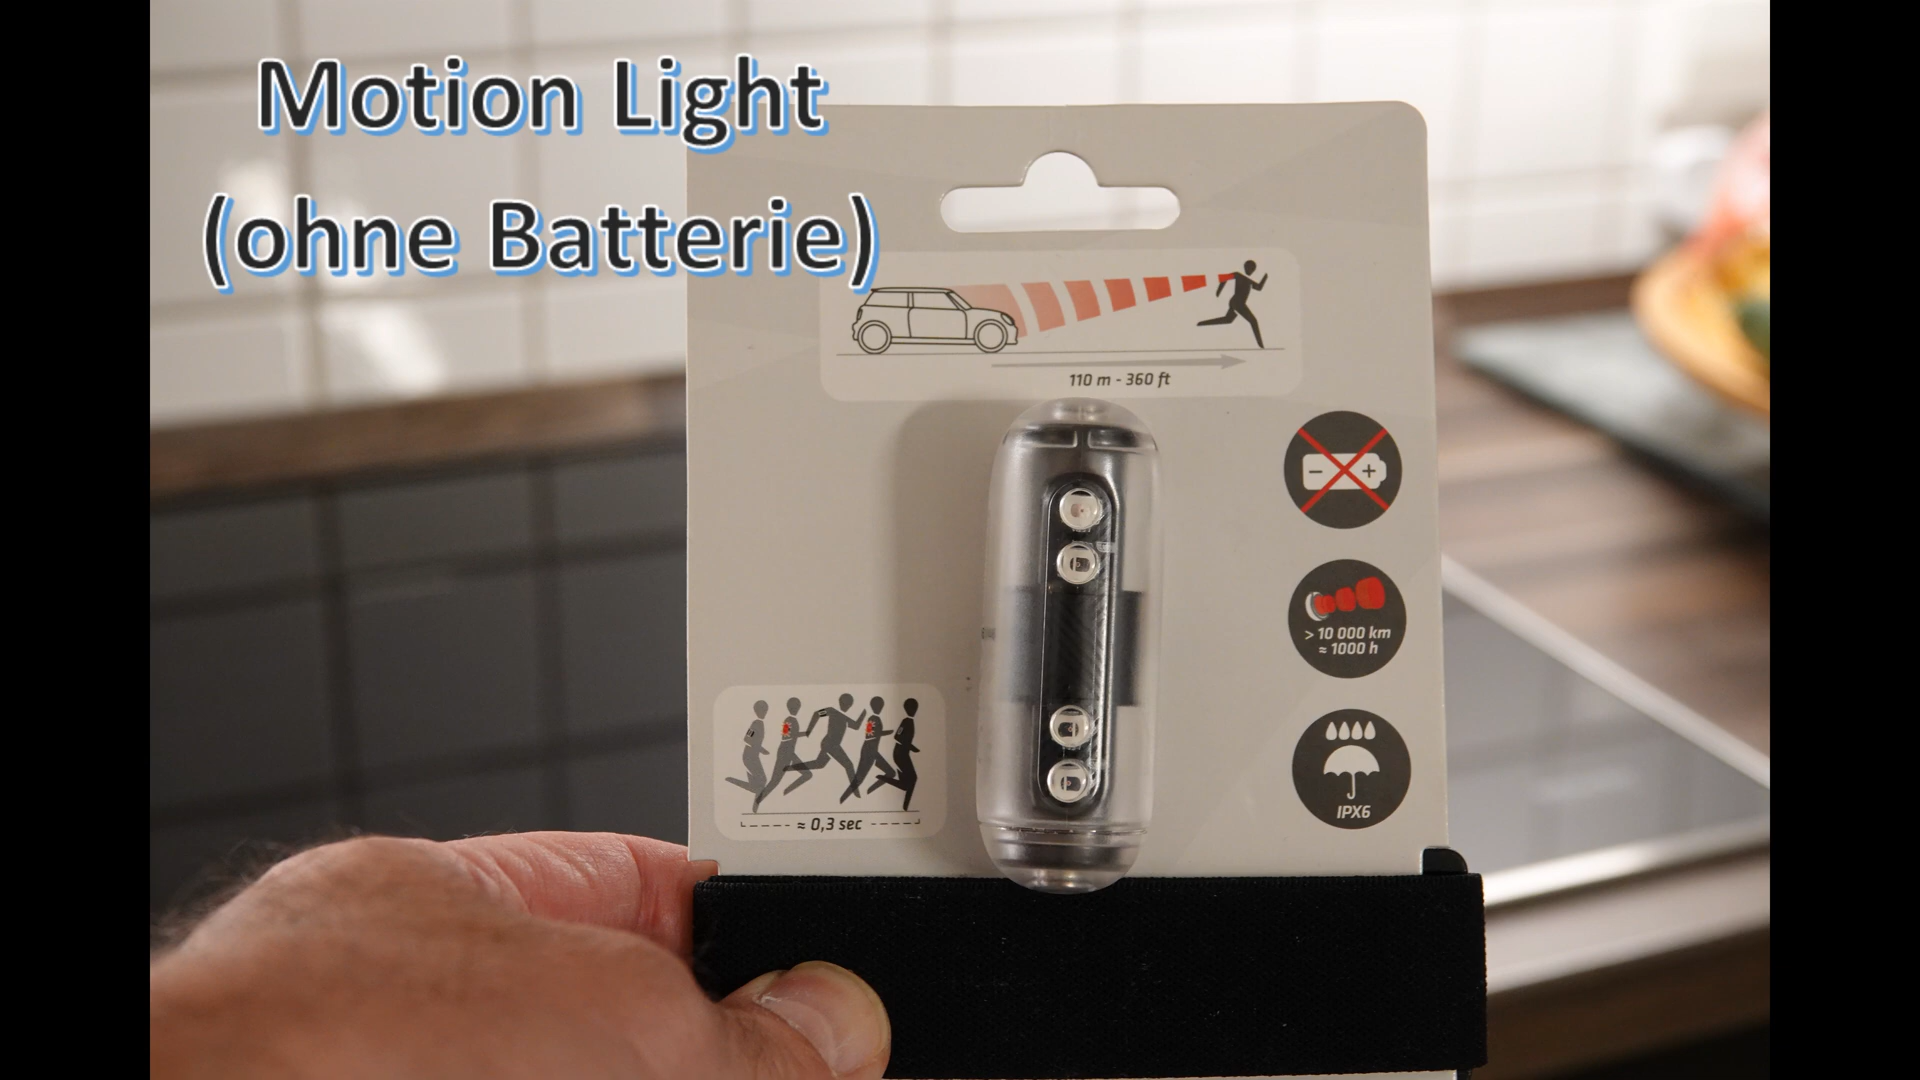 Motion Light
(ohne Batterie)
110 m - 360 ft
> 10 000 km
≈ 1000 h
≈ 0,3 sec
IPX6